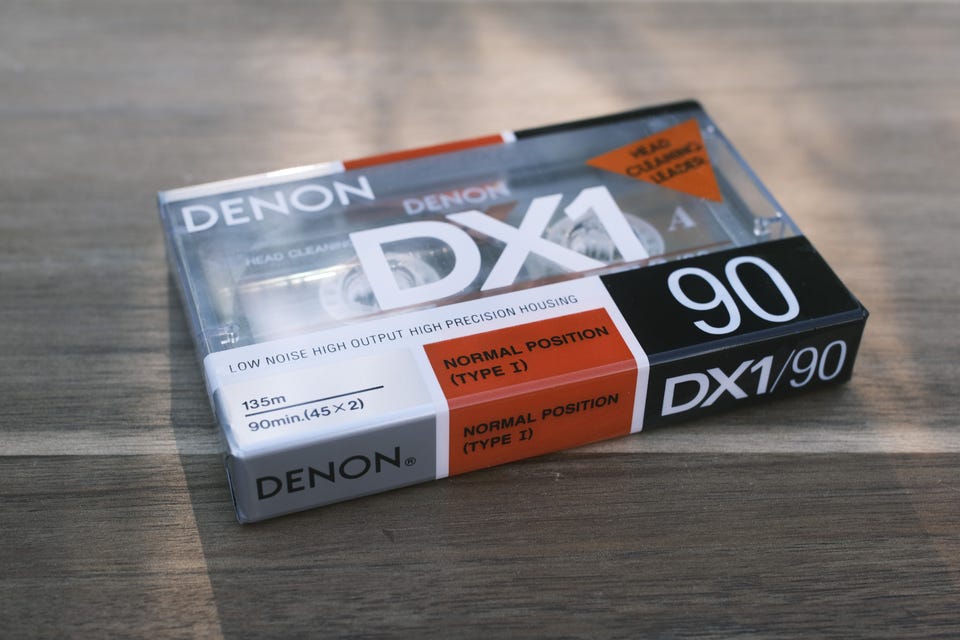 DENON
DENON
HEAD
CLEANING
LEADER
HEAD CLEANING
DX1
A
90
LOW NOISE HIGH OUTPUT HIGH PRECISION HOUSING
135m
90min.(45×2)
NORMAL POSITION
(TYPE I)
DENON®
NORMAL POSITION
(TYPE I)
DX1/90